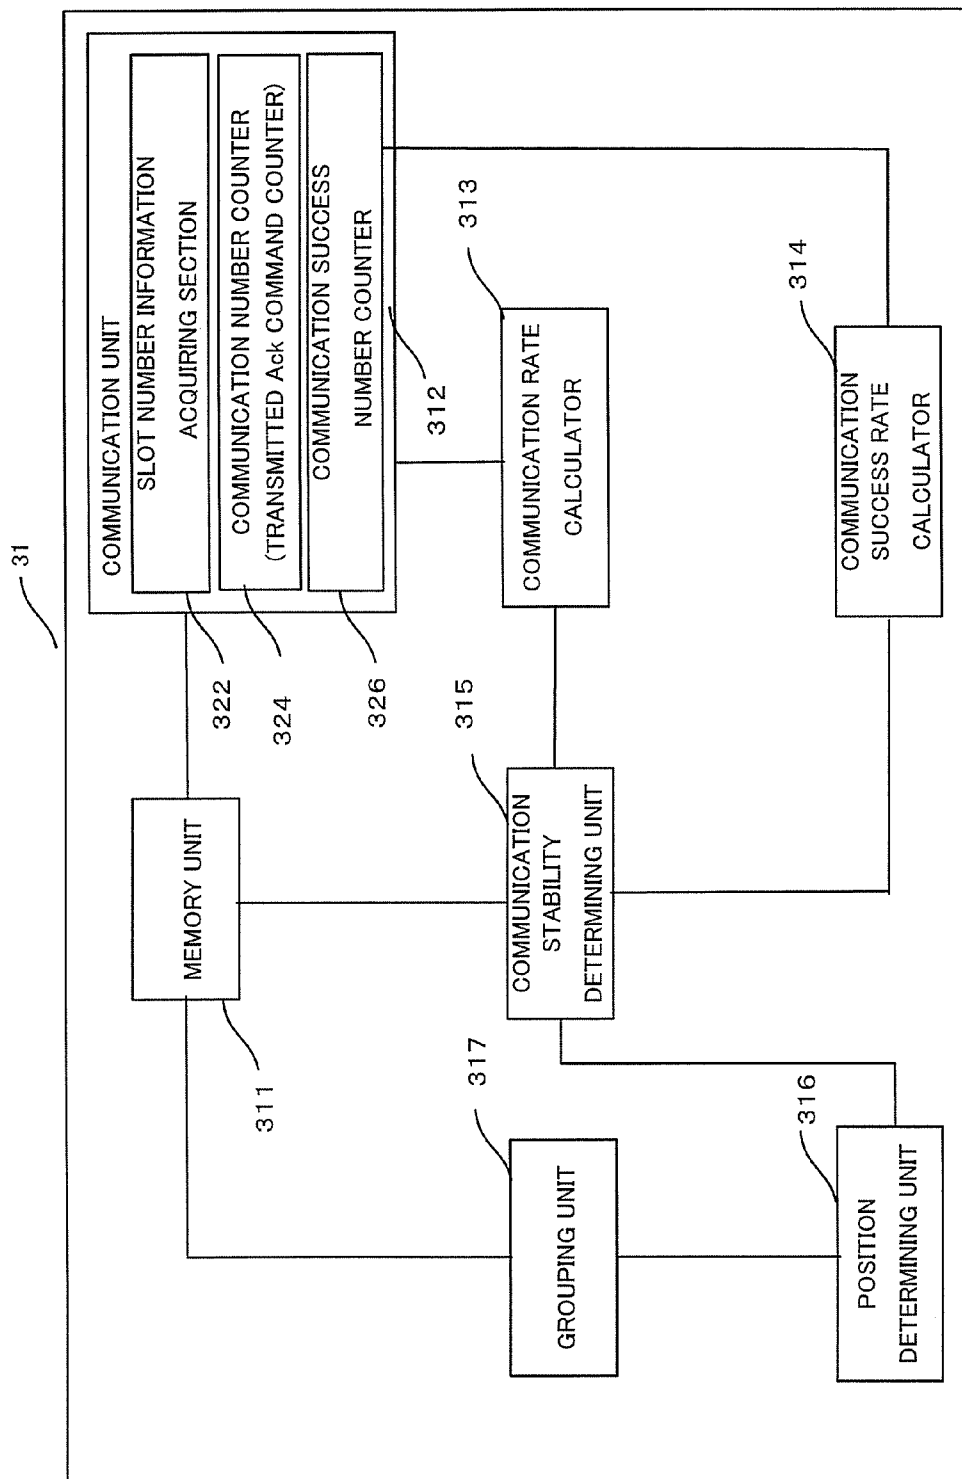 31
COMMUNICATION UNIT
SLOT NUMBER INFORMATION
ACQUIRING SECTION
COMMUNICATION NUMBER COUNTER
(TRANSMITTED Ack COMMAND COUNTER)
COMMUNICATION SUCCESS
NUMBER COUNTER
322
324
326
312
MEMORY UNIT
311
313
COMMUNICATION RATE
CALCULATOR
315
COMMUNICATION
STABILITY
DETERMINING UNIT
317
GROUPING UNIT
314
COMMUNICATION
SUCCESS RATE
CALCULATOR
316
POSITION
DETERMINING UNIT